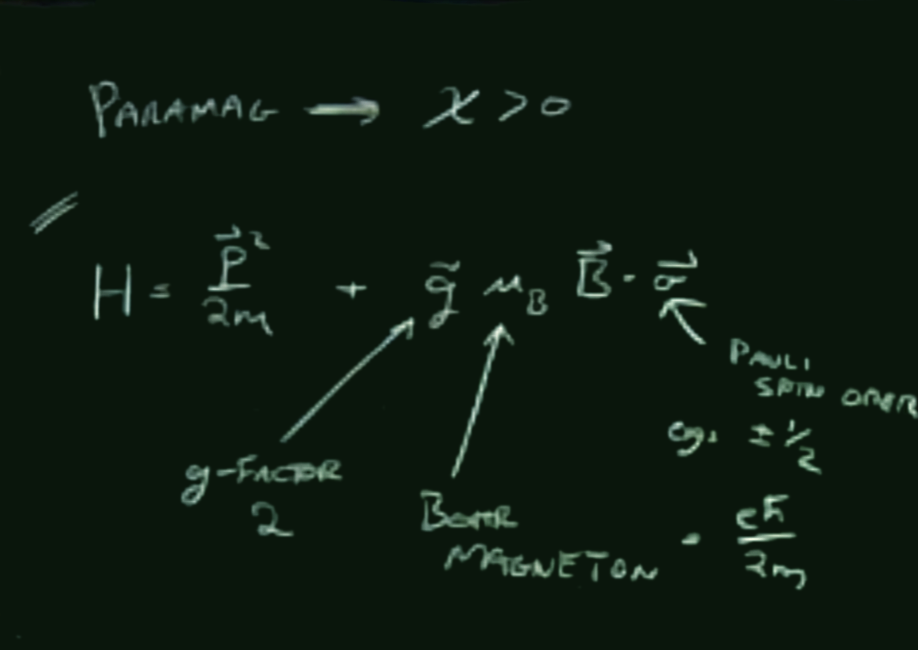 PARAMAG → χ > 0
H = P⃗²/2m + g̃ μ_B B⃗ · σ⃗
PAULI
SPIN OPER
eg. ± 1/2
g-FACTOR
2
BOHR
MAGNETON = eħ/2m